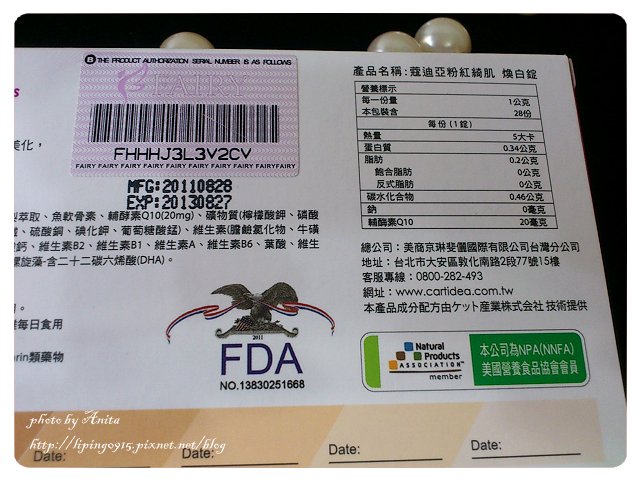 B THE PRODUCT AUTHORIZATION SERIAL NUMBER IS AS FOLLOWS
FAIRY
FHHHJ3L3V2CV
FAIRY FAIRY FAIRY FAIRY FAIRY FAIRY FAIRY FAIRY FAIRYFAIRY
MFG:20110828
EXP:20130827
美化,
萃取、魚軟骨素、輔酵素Q10(20mg)、礦物質(檸檬酸鉀、磷酸
、硫酸銅、碘化鉀、葡萄糖酸錳)、維生素(膽鹼氯化物、牛磺
酸鈣、維生素B2、維生素B1、維生素A、維生素B6、葉酸、維生
螺旋藻-含二十二碳六烯酸(DHA)。
每日食用
arin類藥物
產品名稱:蔻迪亞粉紅綺肌 煥白錠
營養標示
每一份量 1公克
本包裝含 28份
每份(1錠)
熱量 5大卡
蛋白質 0.34公克
脂肪 0.2公克
飽合脂肪 0公克
反式脂肪 0公克
碳水化合物 0.46公克
鈉 0毫克
輔酶素Q10 20毫克
總公司:美商京琳斐儷國際有限公司台灣分公司
地址:台北市大安區敦化南路2段77號15樓
客服專線:0800-282-493
網址:www.cartidea.com.tw
本產品成分配方由ケット産業株式会社 技術提供
2011
FDA
NO.13830251668
Natural
Products
ASSOCIATION
member
本公司為NPA(NNFA)
美國營養食品協會會員
photo by Anita
http://liping0915.pixnet.net/blog
Date:
Date:
Date:
Date: